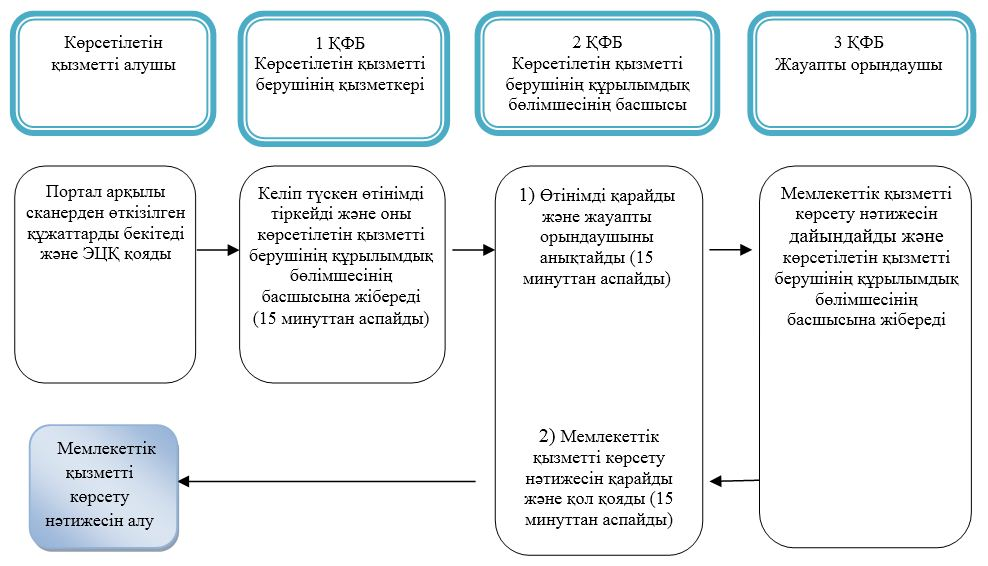 Көрсетілетін
қызметті алушы
1 ҚФБ
Көрсетілетін қызметті
берушінің қызметкері
2 ҚФБ
Көрсетілетін қызметті
берушінің құрылымдық
бөлімшесінің басшысы
3 ҚФБ
Жауапты орындаушы
Портал арқылы
сканерден өткізілген
құжаттарды бекітеді
және ЭЦҚ қояды
Келіп түскен өтінімді
тіркейді және оны
көрсетілетін қызметті
берушінің құрылымдық
бөлімшесінің
басшысына жібереді
(15 минуттан аспайды)
1) Өтінімді қарайды
және жауапты
орындаушыны
анықтайды (15
минуттан аспайды)
Мемлекеттік қызметті
көрсету нәтижесін
дайындайды және
көрсетілетін қызметті
берушінің құрылымдық
бөлімшесінің
басшысына жібереді
2) Мемлекеттік
қызметті көрсету
нәтижесін қарайды
және қол қояды (15
минуттан аспайды)
Мемлекеттік
қызметті
көрсету
нәтижесін алу